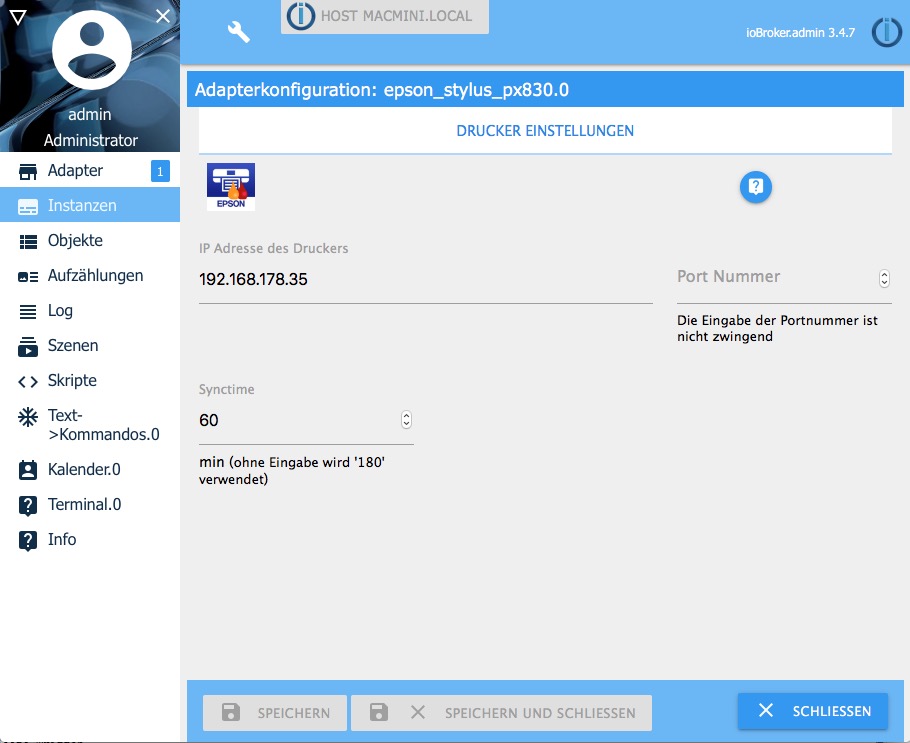 HOST MACMINI.LOCAL
ioBroker.admin 3.4.7
admin
Administrator
Adapter 1
Instanzen
Objekte
Aufzählungen
Log
Szenen
Skripte
Text-
>Kommandos.0
Kalender.0
Terminal.0
Info
Adapterkonfiguration: epson_stylus_px830.0
DRUCKER EINSTELLUNGEN
EPSON
IP Adresse des Druckers
192.168.178.35
Port Nummer
Die Eingabe der Portnummer ist
nicht zwingend
Synctime
60
min (ohne Eingabe wird '180'
verwendet)
SPEICHERN
SPEICHERN UND SCHLIESSEN
SCHLIESSEN